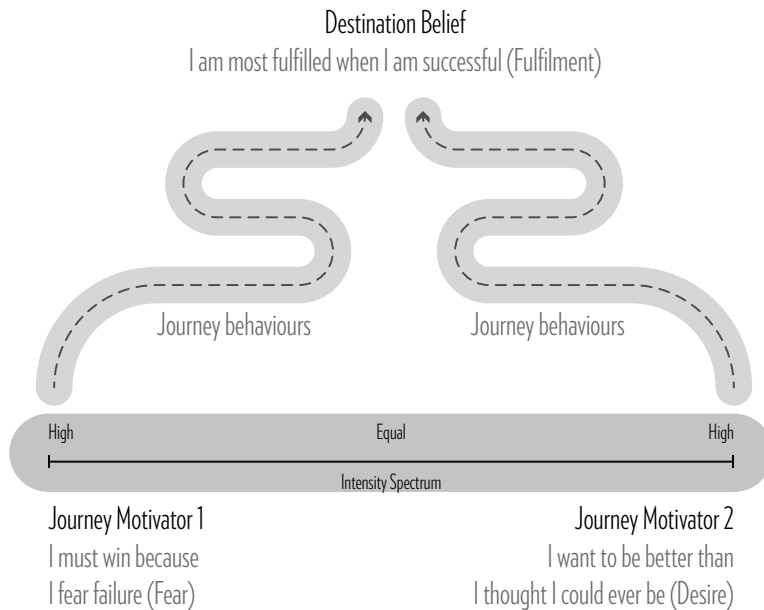 Destination Belief
I am most fulfilled when I am successful (Fulfilment)
Journey behaviours
Journey behaviours
High
Equal
High
Intensity Spectrum
Journey Motivator 1
I must win because
I fear failure (Fear)
Journey Motivator 2
I want to be better than
I thought I could ever be (Desire)